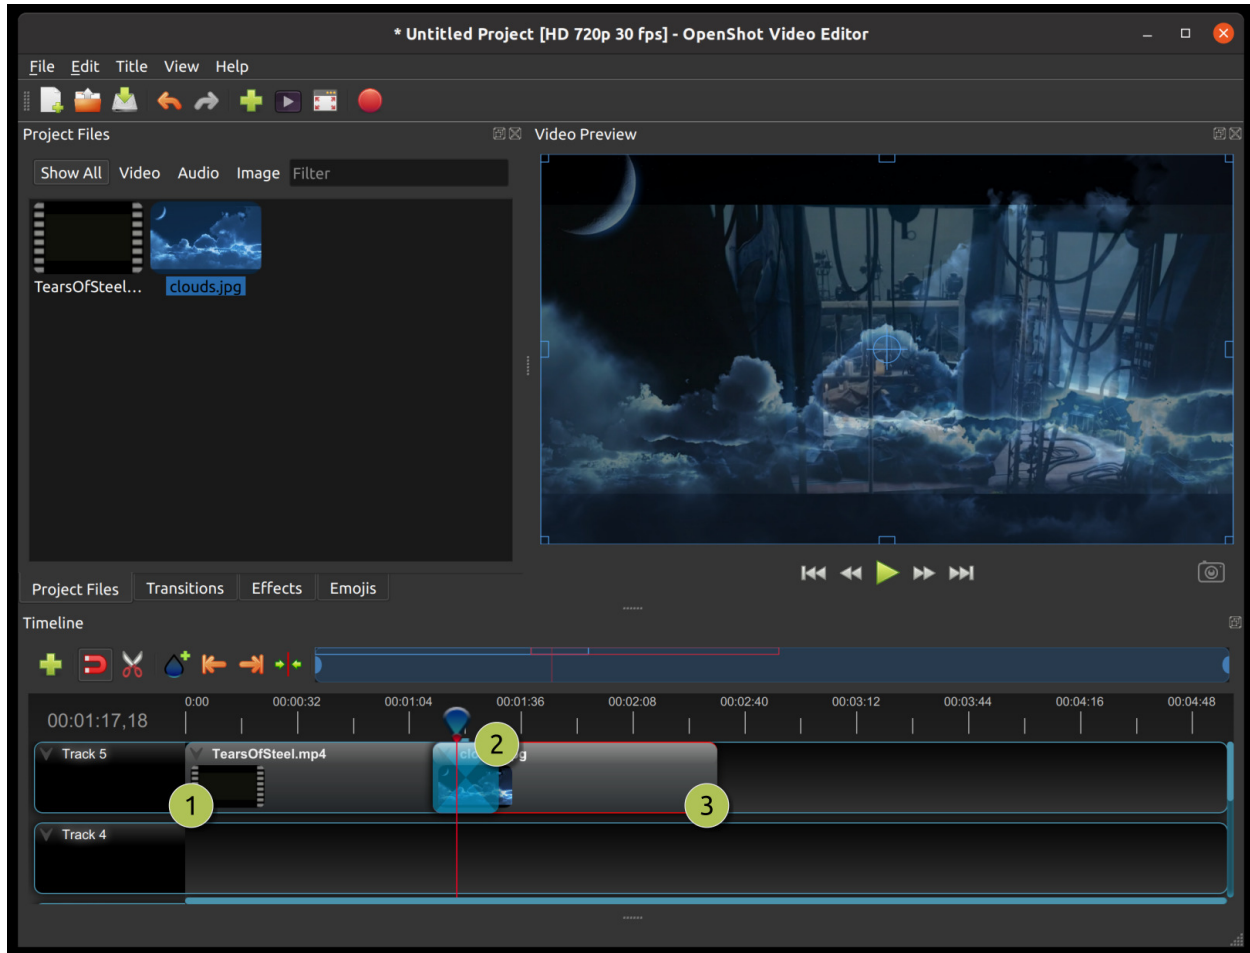 * Untitled Project [HD 720p 30 fps] - OpenShot Video Editor
File Edit Title View Help
Project Files
Video Preview
Show All Video Audio Image Filter
TearsOfSteel... clouds.jpg
Project Files Transitions Effects Emojis
Timeline
0:00 00:00:32 00:01:04 00:01:36 00:02:08 00:02:40 00:03:12 00:03:44 00:04:16 00:04:48
00:01:17,18
Track 5 TearsOfSteel.mp4
1 2 3
Track 4